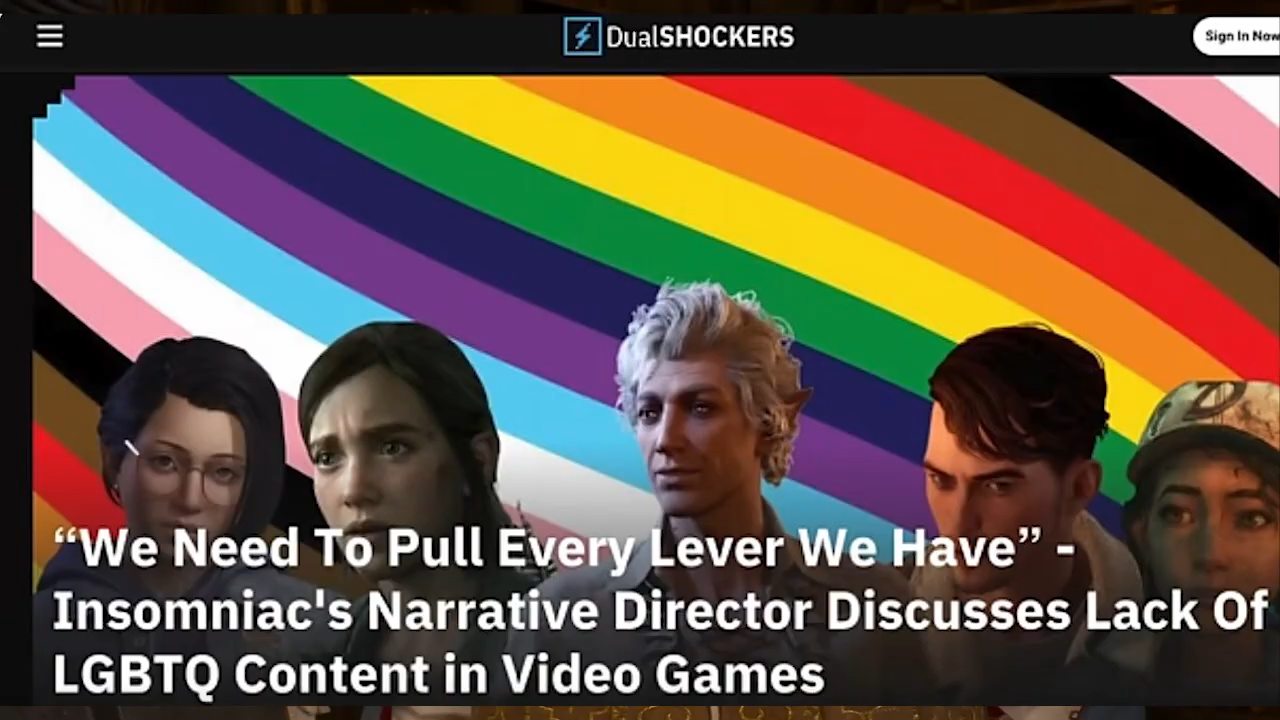 DualSHOCKERS
Sign In Now
“We Need To Pull Every Lever We Have” -
Insomniac's Narrative Director Discusses Lack Of
LGBTQ Content in Video Games